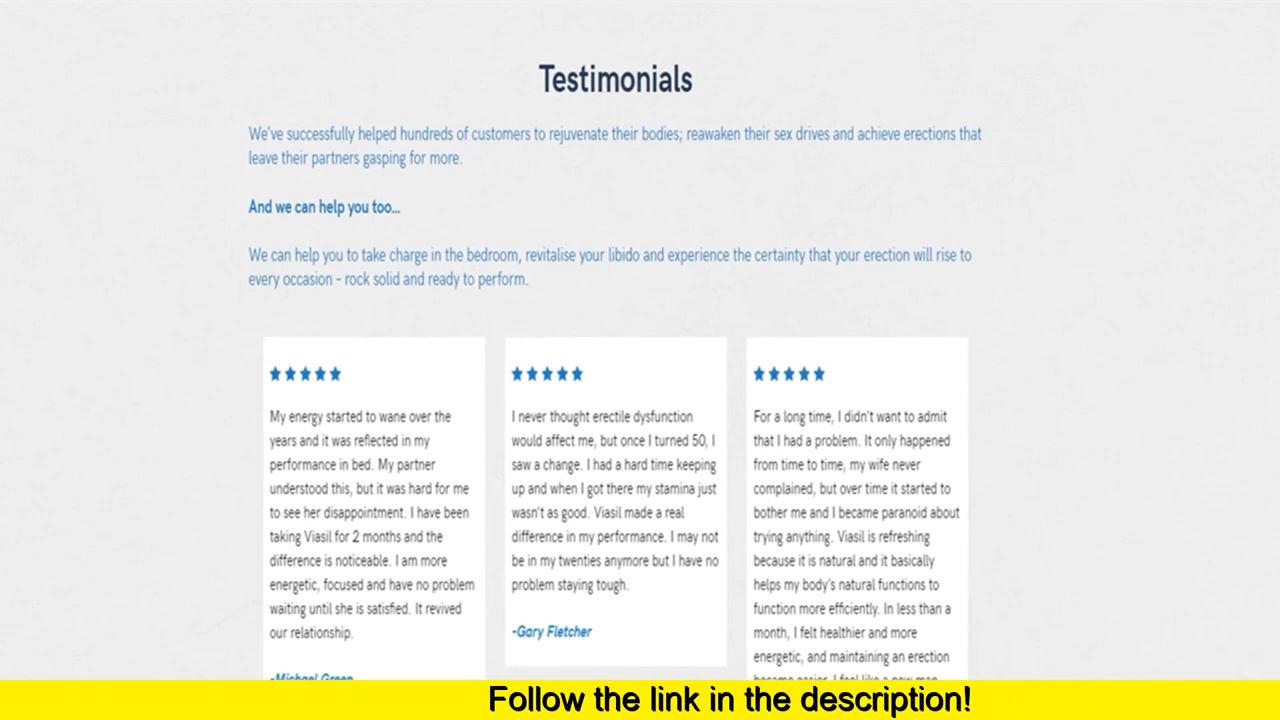 Testimonials
We've successfully helped hundreds of customers to rejuvenate their bodies; reawaken their sex drives and achieve erections that
leave their partners gasping for more.
And we can help you too...
We can help you to take charge in the bedroom, revitalise your libido and experience the certainty that your erection will rise to
every occasion - rock solid and ready to perform.
My energy started to wane over the
years and it was reflected in my
performance in bed. My partner
understood this, but it was hard for me
to see her disappointment. I have been
taking Viasil for 2 months and the
difference is noticeable. I am more
energetic, focused and have no problem
waiting until she is satisfied. It revived
our relationship.
-Michael Green
I never thought erectile dysfunction
would affect me, but once I turned 50, I
saw a change. I had a hard time keeping
up and when I got there my stamina just
wasn't as good. Viasil made a real
difference in my performance. I may not
be in my twenties anymore but I have no
problem staying tough.
-Gary Fletcher
For a long time, I didn't want to admit
that I had a problem. It only happened
from time to time, my wife never
complained, but over time it started to
bother me and I became paranoid about
trying anything. Viasil is refreshing
because it is natural and it basically
helps my body's natural functions to
function more efficiently. In less than a
month, I felt healthier and more
energetic, and maintaining an erection
became easier. I feel like a new man
Follow the link in the description!